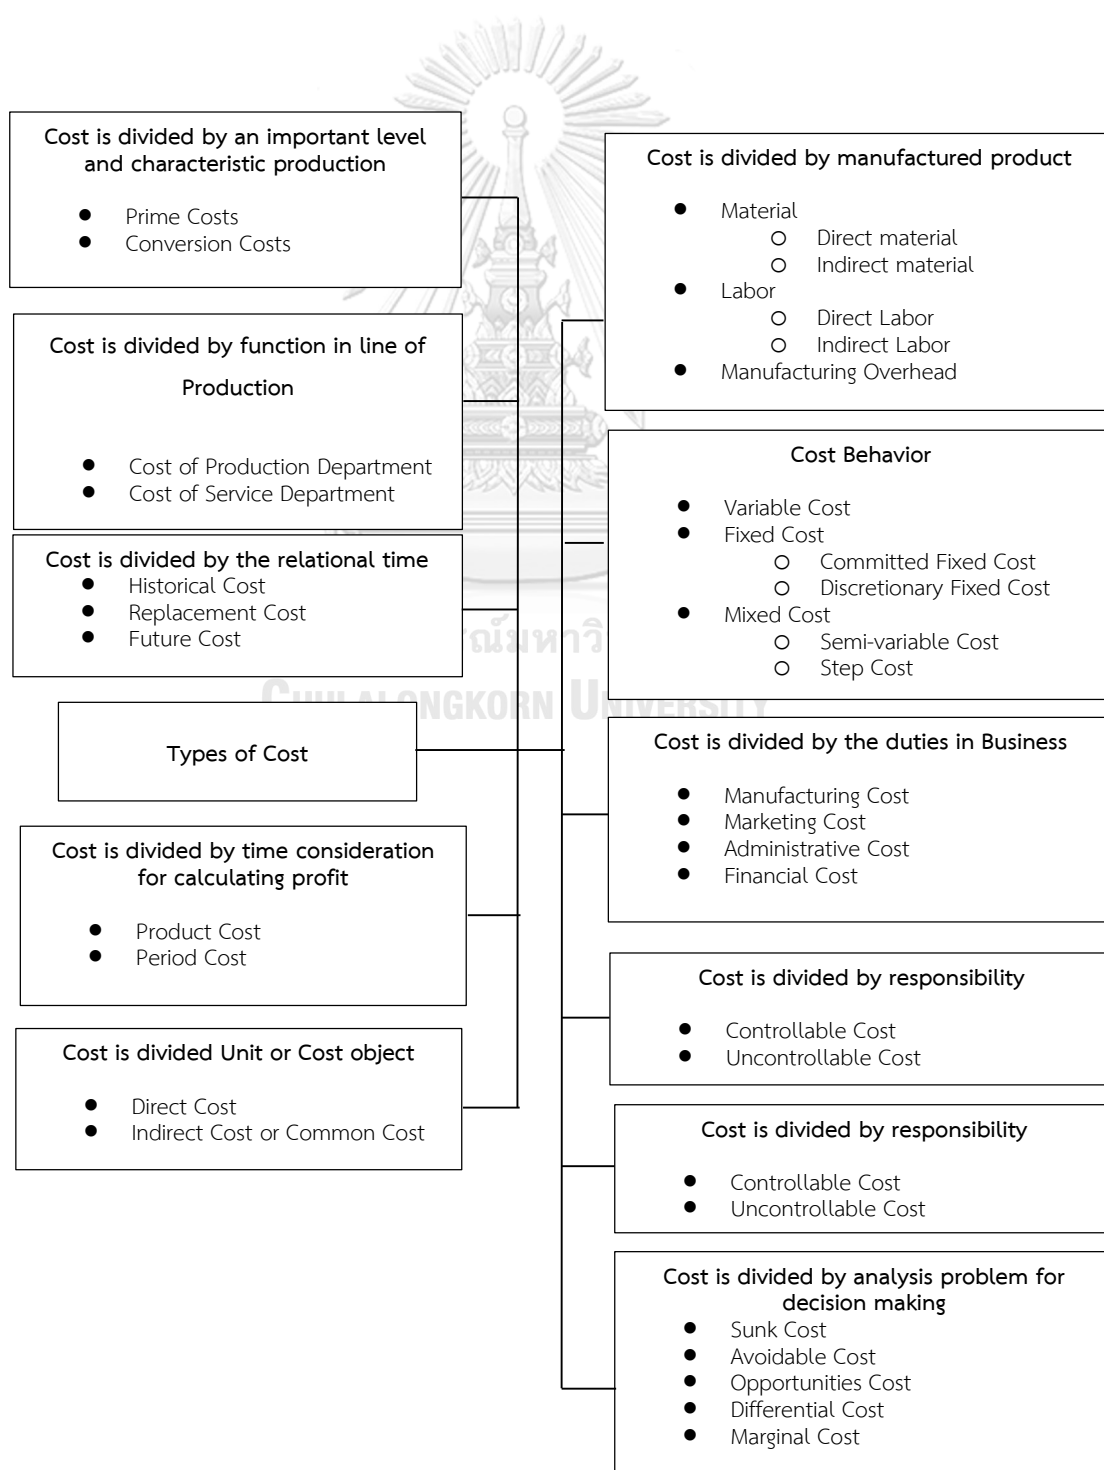 Cost is divided by an important level
and characteristic production
● Prime Costs
● Conversion Costs
Cost is divided by function in line of
Production
● Cost of Production Department
● Cost of Service Department
Cost is divided by the relational time
● Historical Cost
● Replacement Cost
● Future Cost
Types of Cost
Cost is divided by time consideration
for calculating profit
● Product Cost
● Period Cost
Cost is divided Unit or Cost object
● Direct Cost
● Indirect Cost or Common Cost
Cost is divided by manufactured product
● Material
o Direct material
o Indirect material
● Labor
o Direct Labor
o Indirect Labor
● Manufacturing Overhead
Cost Behavior
● Variable Cost
● Fixed Cost
o Committed Fixed Cost
o Discretionary Fixed Cost
● Mixed Cost
o Semi-variable Cost
o Step Cost
Cost is divided by the duties in Business
● Manufacturing Cost
● Marketing Cost
● Administrative Cost
● Financial Cost
Cost is divided by responsibility
● Controllable Cost
● Uncontrollable Cost
Cost is divided by responsibility
● Controllable Cost
● Uncontrollable Cost
Cost is divided by analysis problem for
decision making
● Sunk Cost
● Avoidable Cost
● Opportunities Cost
● Differential Cost
● Marginal Cost
CHULALONGKORN UNIVERSITY